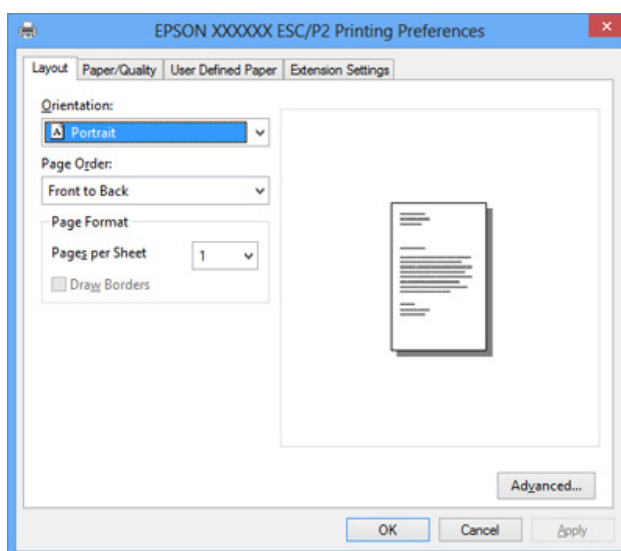 EPSON XXXXXX ESC/P2 Printing Preferences
Layout Paper/Quality User Defined Paper Extension Settings
Orientation:
A Portrait
Page Order:
Front to Back
Page Format
Pages per Sheet 1
Draw Borders
Advanced...
OK Cancel Apply